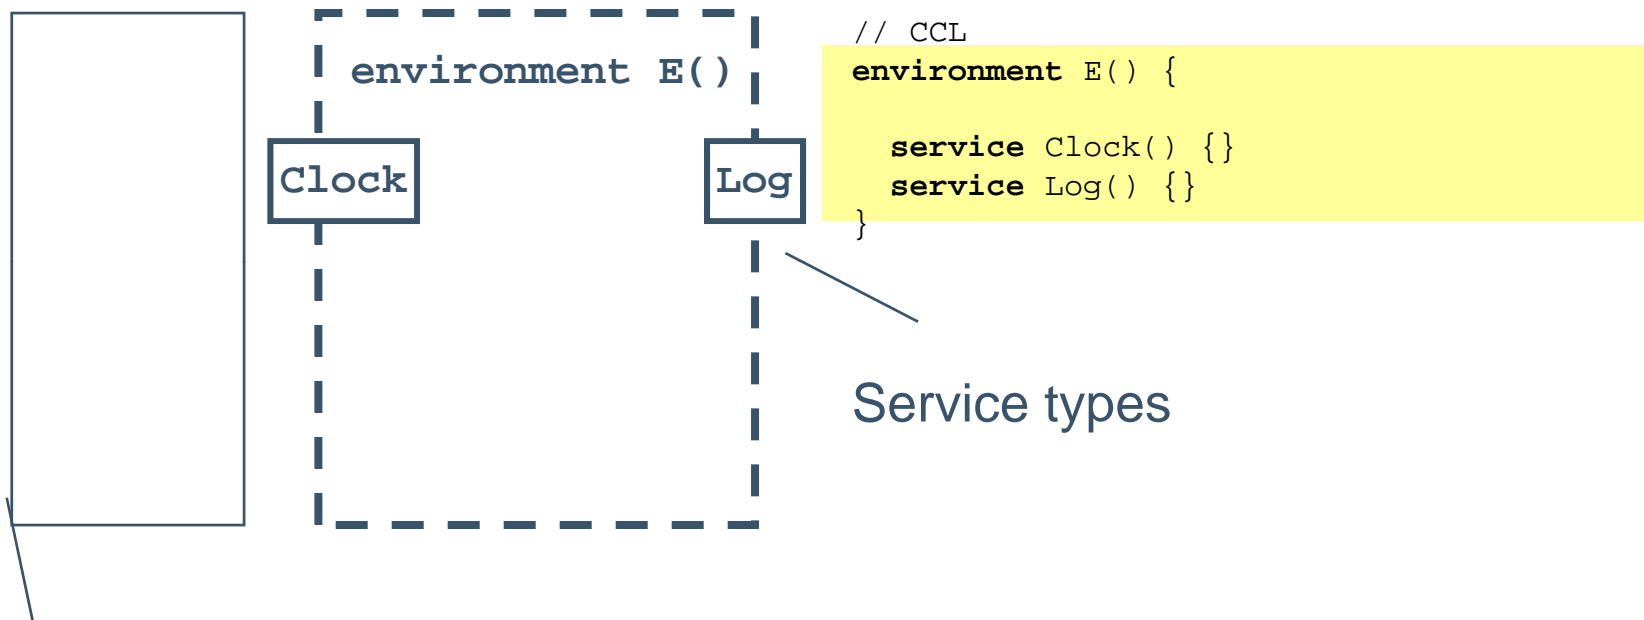 environment E()
Clock
Log
// CCL
environment E() {
service Clock() {}
service Log() {}
}
Service types